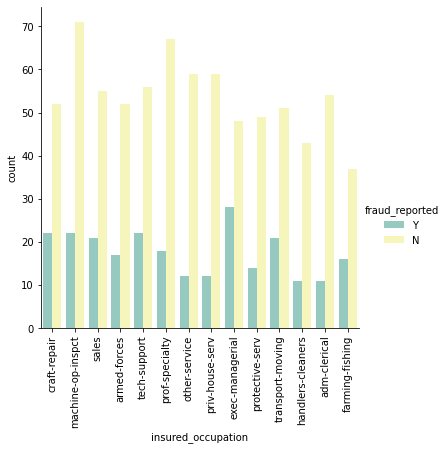 70
60
50
40
30
20
10
0
count
craft-repair
machine-op-inspct
sales
armed-forces
tech-support
prof-specialty
other-service
priv-house-serv
exec-managerial
protective-serv
transport-moving
handlers-cleaners
adm-clerical
farming-fishing
insured_occupation
fraud_reported
Y
N